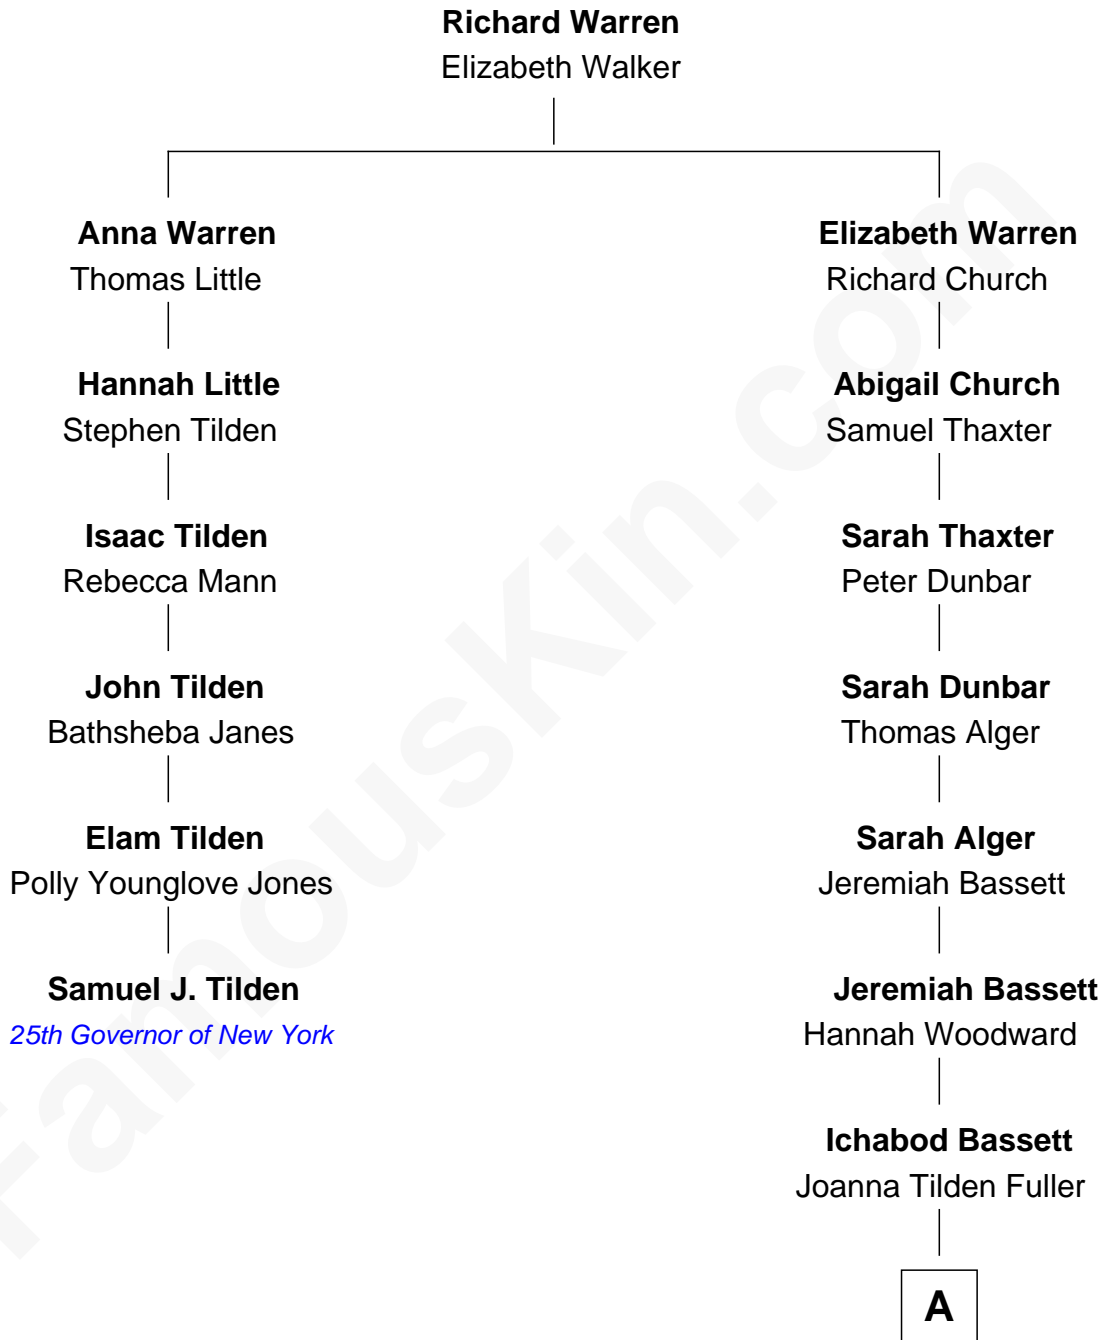 Richard Warren
Elizabeth Walker
Anna Warren
Thomas Little
Hannah Little
Stephen Tilden
Isaac Tilden
Rebecca Mann
John Tilden
Bathsheba Janes
Elam Tilden
Polly Younglove Jones
Samuel J. Tilden
25th Governor of New York
Elizabeth Warren
Richard Church
Abigail Church
Samuel Thaxter
Sarah Thaxter
Peter Dunbar
Sarah Dunbar
Thomas Alger
Sarah Alger
Jeremiah Bassett
Jeremiah Bassett
Hannah Woodward
Ichabod Bassett
Joanna Tilden Fuller
A
FamousKin.com